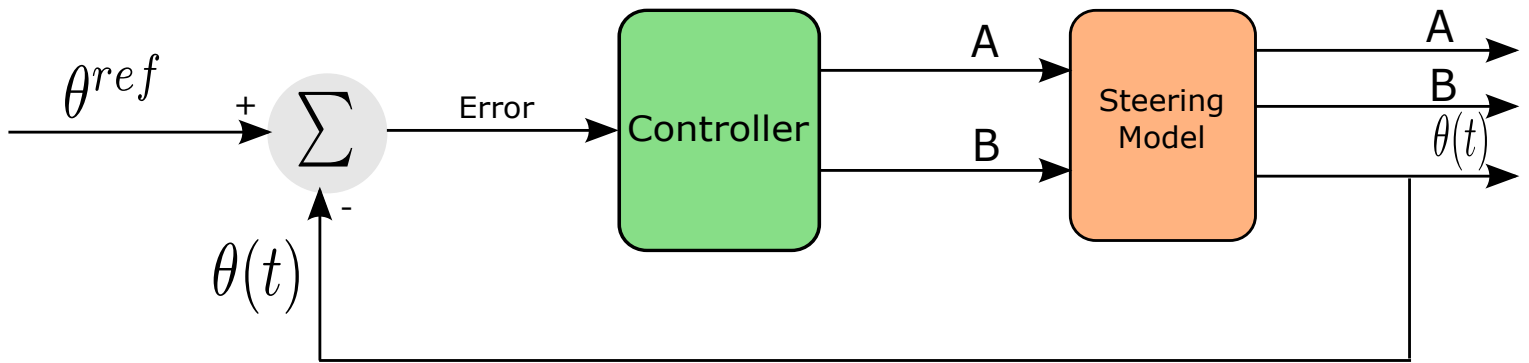 θ^{ref}
+
∑
-
θ(t)
Error
Controller
A
B
Steering
Model
A
B
θ(t)